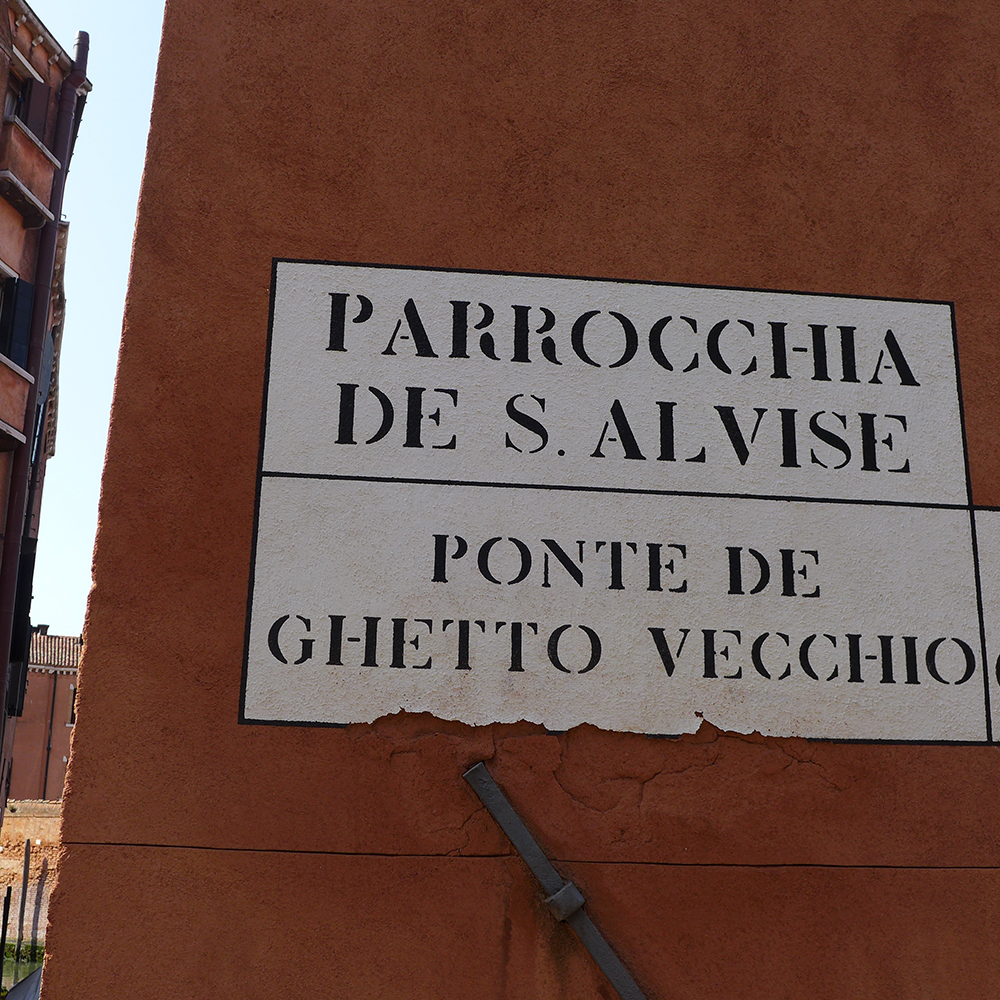 PARROCCHIA
DE S. ALVISE
PONTE DE
GHETTO VECCHIO